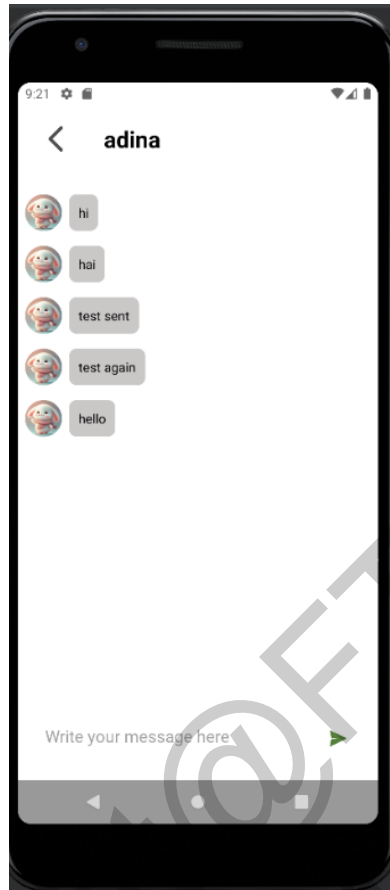 9:21
adina
hi
hai
test sent
test again
hello
Write your message here